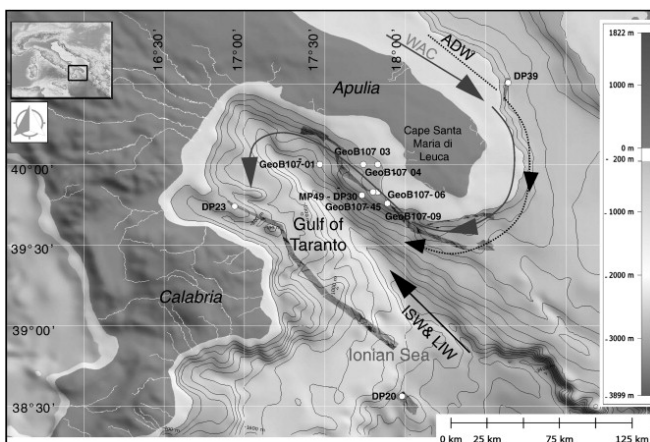 16°30
17°00
17°30
18°00
1822 m
1000 m
0 m
- 200 m
.1000 m
.2000 m
.3000 m
.3899 m
WAC
ADW
DP39
Apulia
Cape Santa
Maria di
Leuca
40°00
GeoB107-01
GeoB107 03
GeoB107 04
MP49 - DP30
GeoB107- 06
GeoB107- 45
GeoB107-09
DP23
Gulf of
Taranto
39°30
Calabria
ISW& LIW
39°00
Ionian Sea
38°30
DP20
0 km
25 km
75 km
125 km